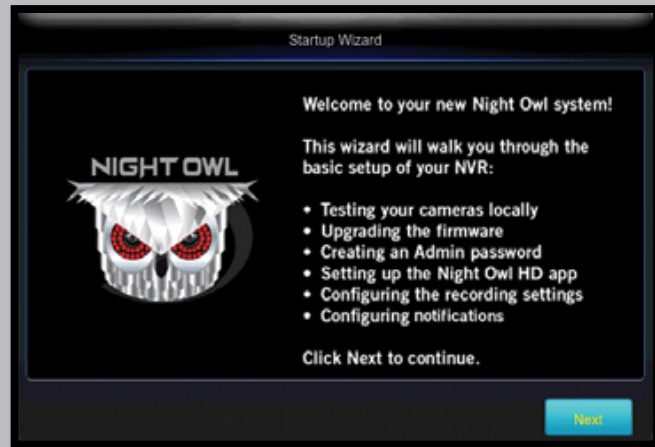 Startup Wizard
NIGHT OWL
Welcome to your new Night Owl system!
This wizard will walk you through the
basic setup of your NVR:
• Testing your cameras locally
• Upgrading the firmware
• Creating an Admin password
• Setting up the Night Owl HD app
• Configuring the recording settings
• Configuring notifications
Click Next to continue.
Next